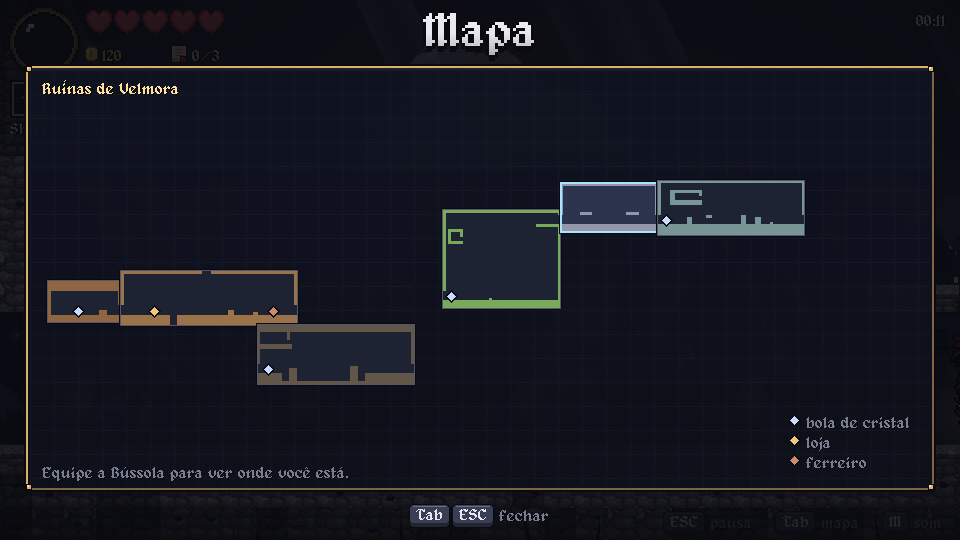 Mapa
00:11
120
0/3
Ruínas de Velmora
bola de cristal
loja
ferreiro
Equipe a Bússola para ver onde você está.
Tab ESC fechar
ESC pausa Tab mapa M som